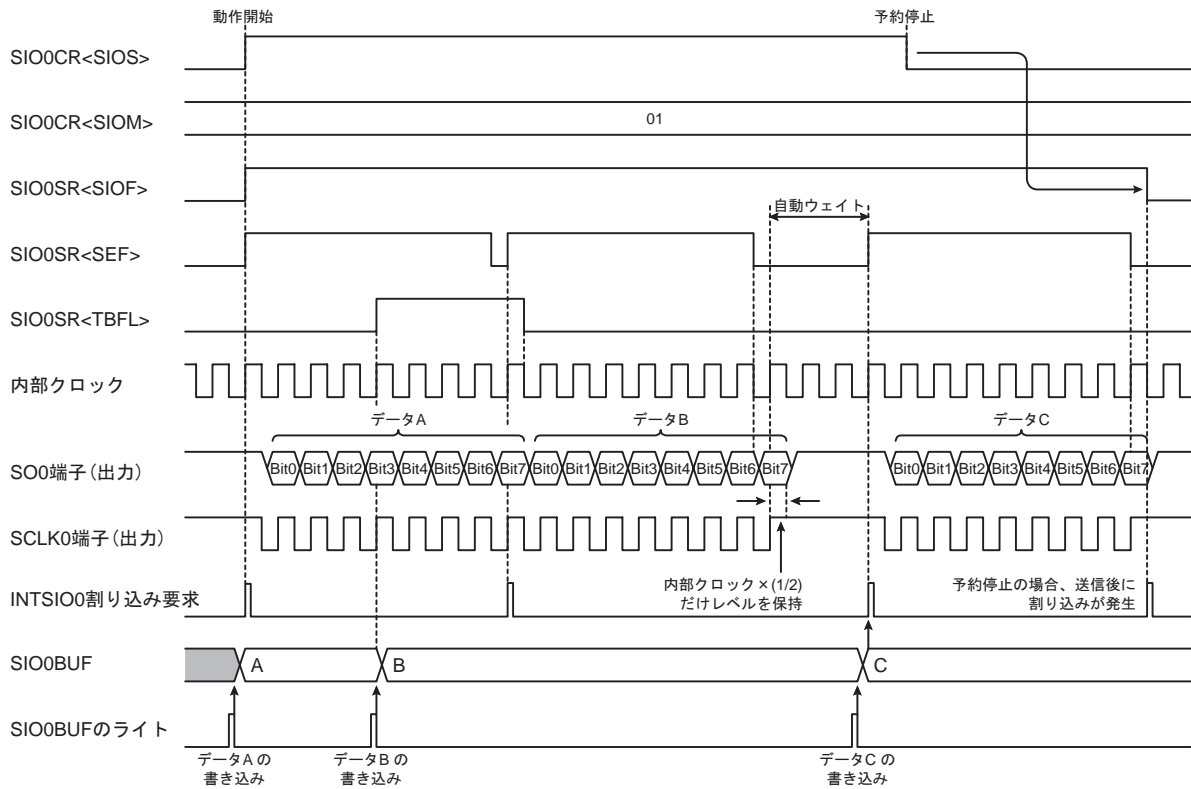 動作開始
予約停止
SIO0CR<SIOS>
SIO0CR<SIOM>
01
SIO0SR<SIOF>
自動ウェイト
SIO0SR<SEF>
SIO0SR<TBFL>
内部クロック
データA
データB
データC
SO0端子(出力)
Bit0 Bit1 Bit2 Bit3 Bit4 Bit5 Bit6 Bit7 Bit0 Bit1 Bit2 Bit3 Bit4 Bit5 Bit6 Bit7 Bit0 Bit1 Bit2 Bit3 Bit4 Bit5 Bit6 Bit7
SCLK0端子(出力)
内部クロック×(1/2)
だけレベルを保持
予約停止の場合、送信後に
割り込みが発生
INTSIO0割り込み要求
SIO0BUF
A
B
C
SIO0BUFのライト
データA の
書き込み
データB の
書き込み
データC の
書き込み